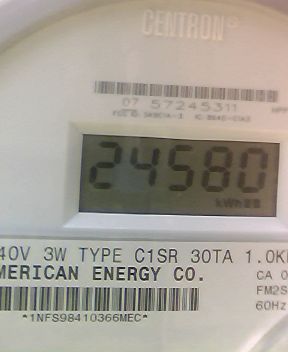 CENTRON®
07 57245311
24580
kWh
40V 3W TYPE C1SR 30TA 1.0K
MERICAN ENERGY CO.
CA 0
FM2S
60Hz
*1NFS98410366MEC*